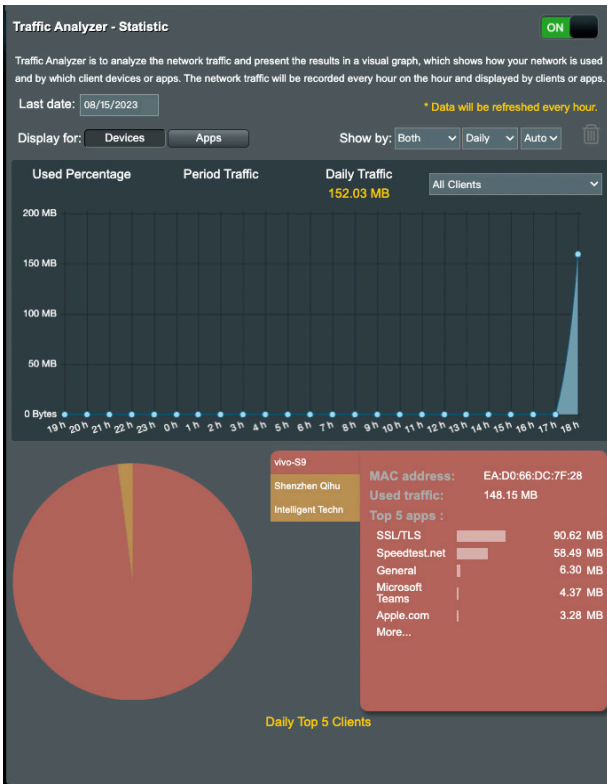 Traffic Analyzer - Statistic
ON
Traffic Analyzer is to analyze the network traffic and present the results in a visual graph, which shows how your network is used
and by which client devices or apps. The network traffic will be recorded every hour on the hour and displayed by clients or apps.
Last date: 08/15/2023
* Data will be refreshed every hour.
Display for: Devices Apps Show by: Both Daily Auto
Used Percentage Period Traffic Daily Traffic
152.03 MB
All Clients
200 MB
150 MB
100 MB
50 MB
0 Bytes
19 h 20 h 21 h 22 h 23 h 0 h 1 h 2 h 3 h 4 h 5 h 6 h 7 h 8 h 9 h 10 h 11 h 12 h 13 h 14 h 15 h 16 h 17 h 18 h
vivo-S9
Shenzhen Qihu
Intelligent Techn
MAC address: EA:D0:66:DC:7F:28
Used traffic: 148.15 MB
Top 5 apps :
SSL/TLS 90.62 MB
Speedtest.net 58.49 MB
General 6.30 MB
Microsoft
Teams 4.37 MB
Apple.com 3.28 MB
More...
Daily Top 5 Clients